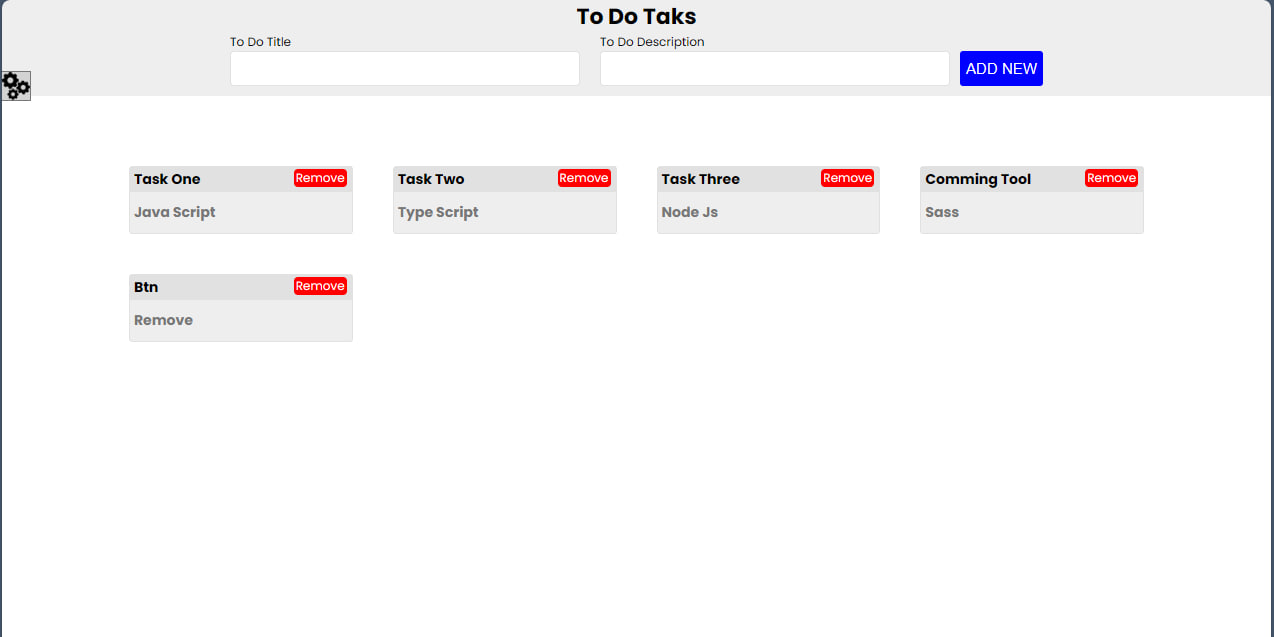 To Do Taks
To Do Title
To Do Description
ADD NEW
Task One Remove
Java Script
Task Two Remove
Type Script
Task Three Remove
Node Js
Comming Tool Remove
Sass
Btn Remove
Remove